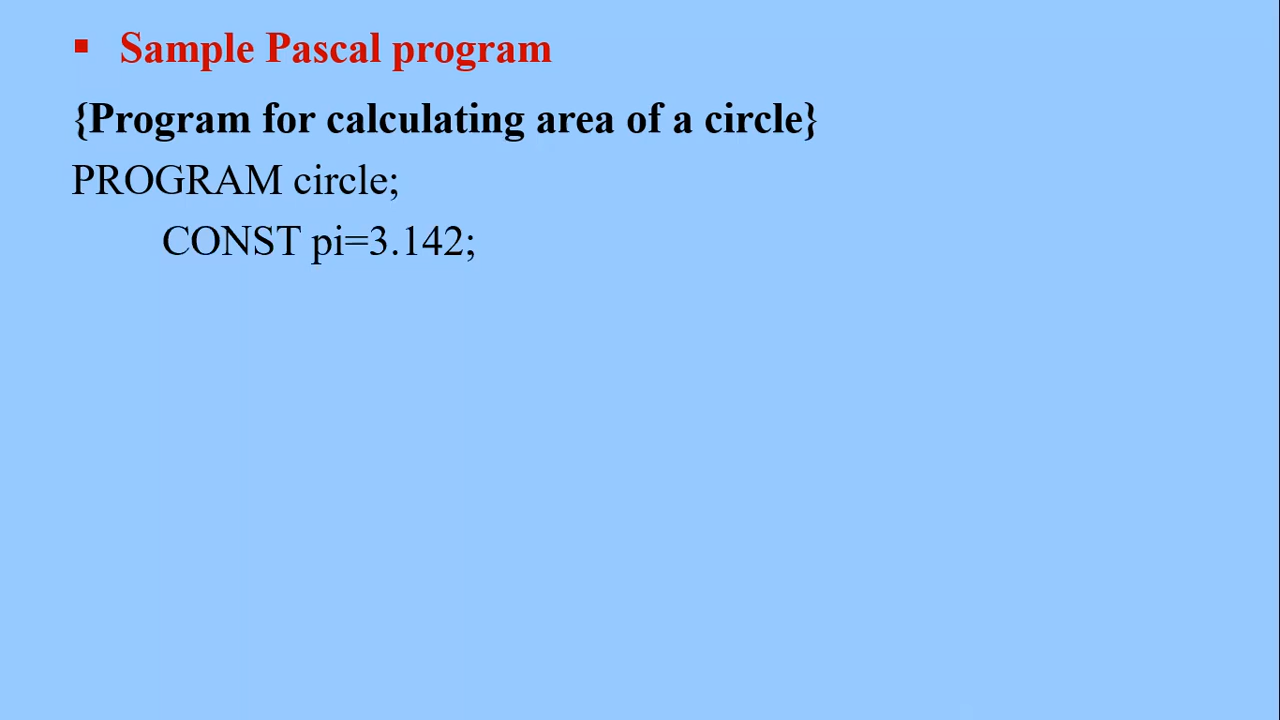 ▪ Sample Pascal program
{Program for calculating area of a circle}
PROGRAM circle;
CONST pi=3.142;